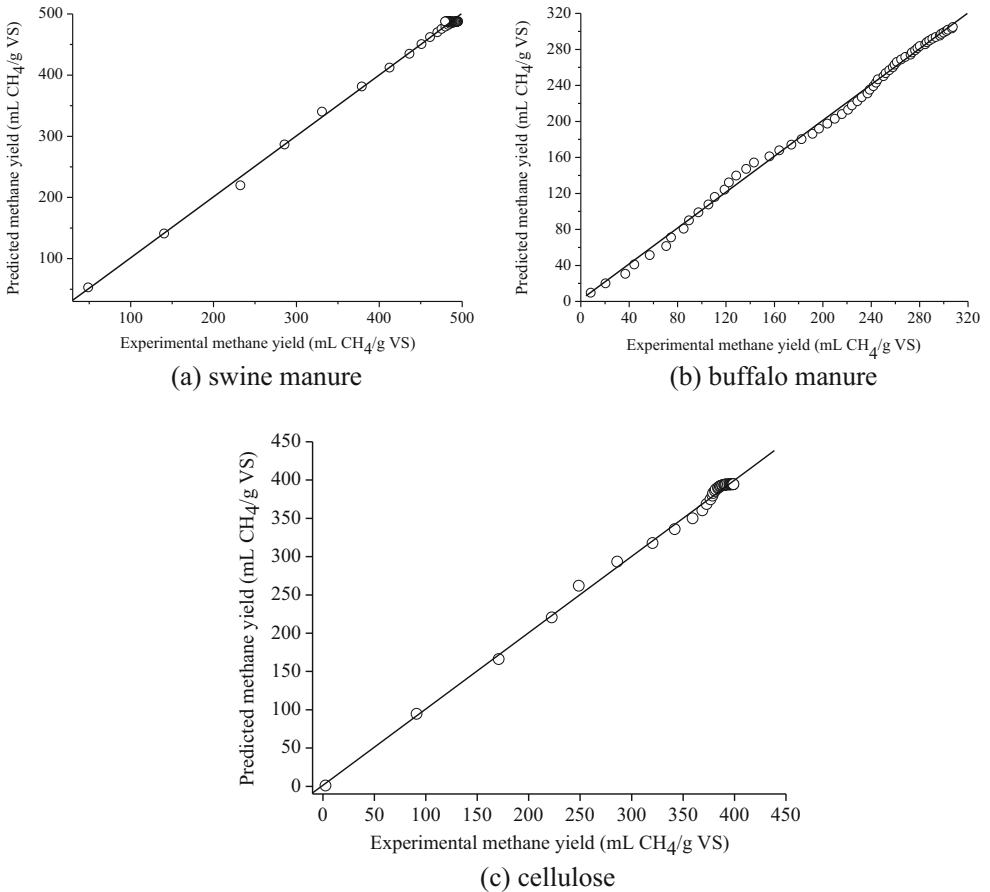 Predicted methane yield (mL CH4/g VS)
500
400
300
200
100
100 200 300 400 500
Experimental methane yield (mL CH4/g VS)
(a) swine manure
Predicted methane yield (mL CH4/g VS)
320
280
240
200
160
120
80
40
0
0 40 80 120 160 200 240 280 320
Experimental methane yield (mL CH4/g VS)
(b) buffalo manure
Predicted methane yield (mL CH4/g VS)
450
400
350
300
250
200
150
100
50
0
0 50 100 150 200 250 300 350 400 450
Experimental methane yield (mL CH4/g VS)
(c) cellulose